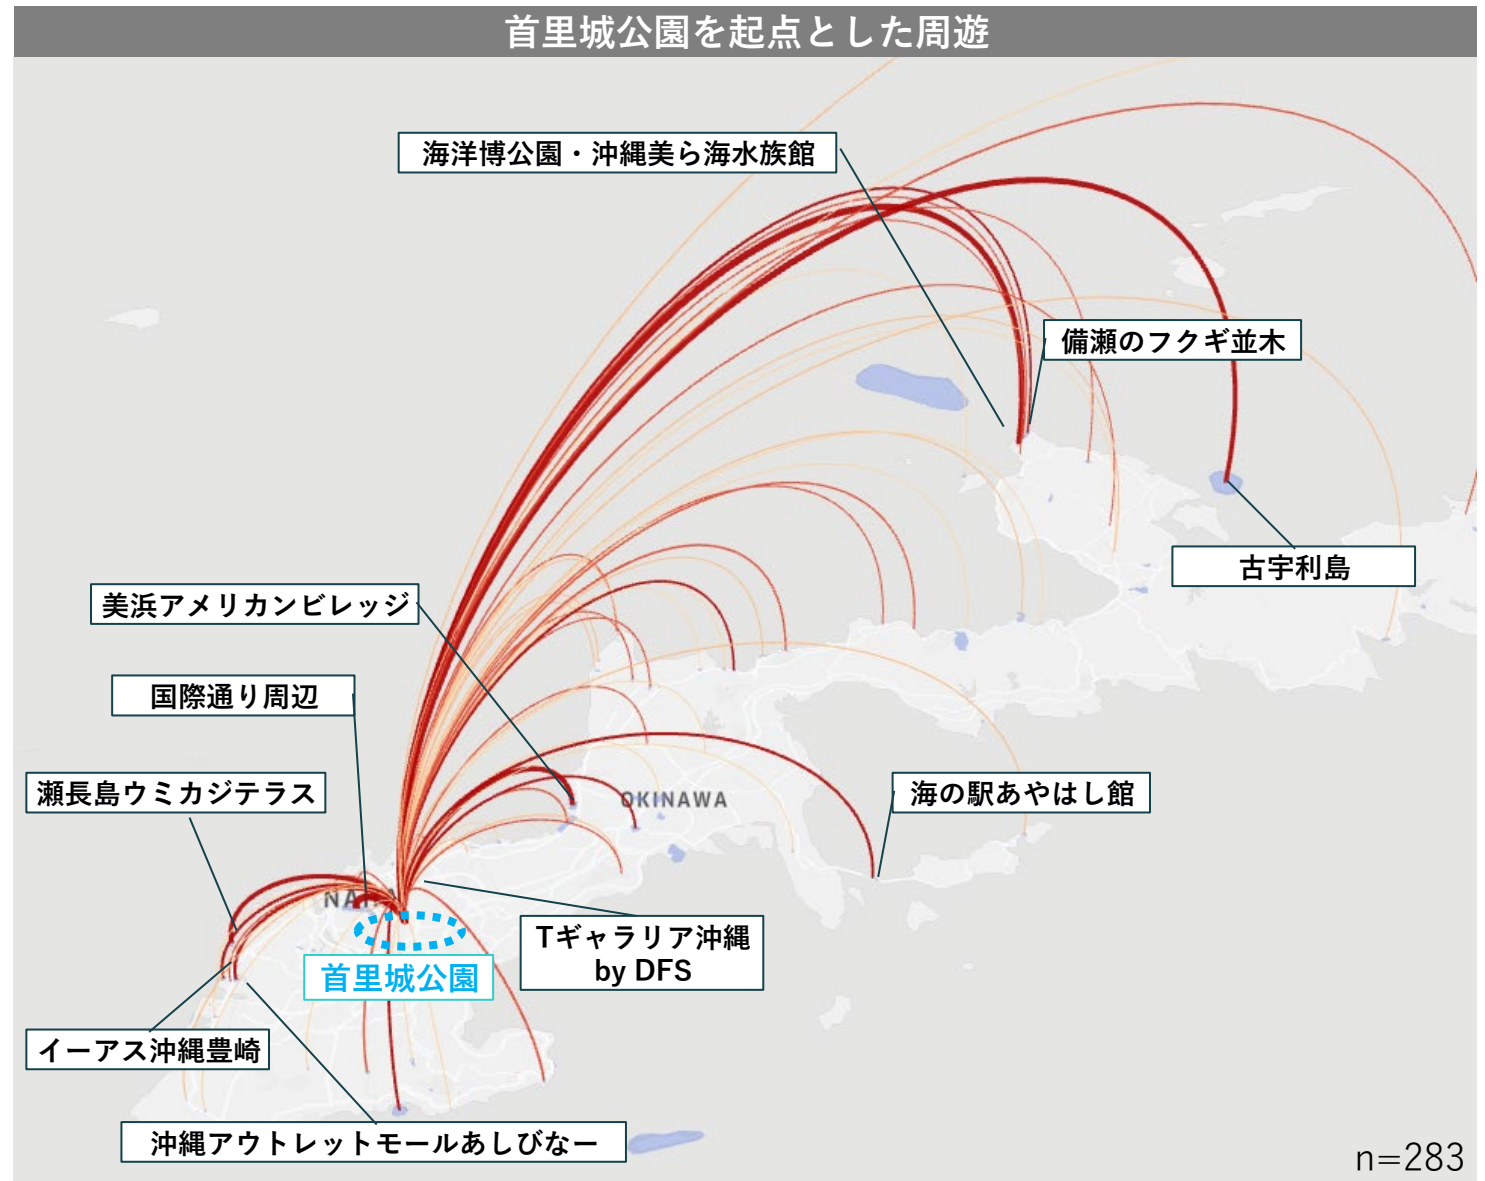 首里城公園を起点とした周遊
海洋博公園・沖縄美ら海水族館
備瀬のフクギ並木
古宇利島
美浜アメリカンビレッジ
国際通り周辺
瀬長島ウミカジテラス
OKINAWA
海の駅あやはし館
NAHA
Tギャラリア沖縄
by DFS
首里城公園
イーアス沖縄豊崎
沖縄アウトレットモールあしびなー
n=283